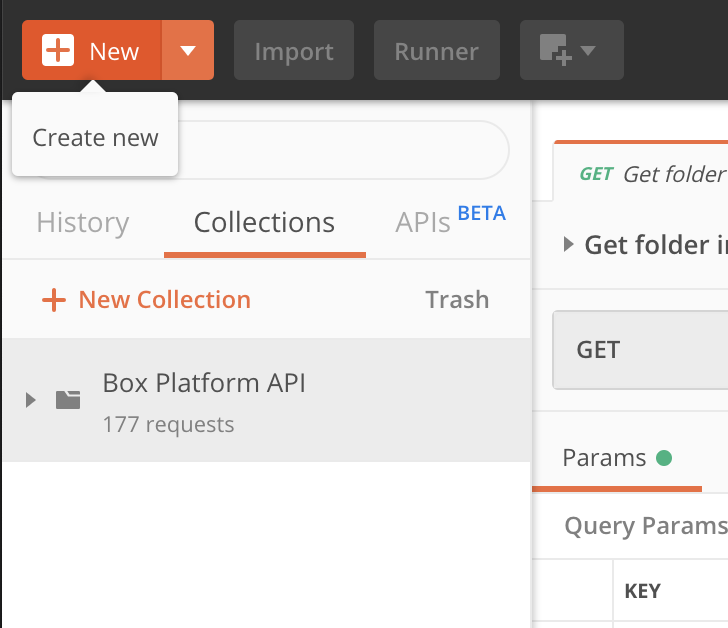 New
Import
Runner
Create new
History
Collections
APIs BETA
New Collection
Trash
Box Platform API
177 requests
GET Get folder
Get folder i
GET
Params
Query Params
KEY